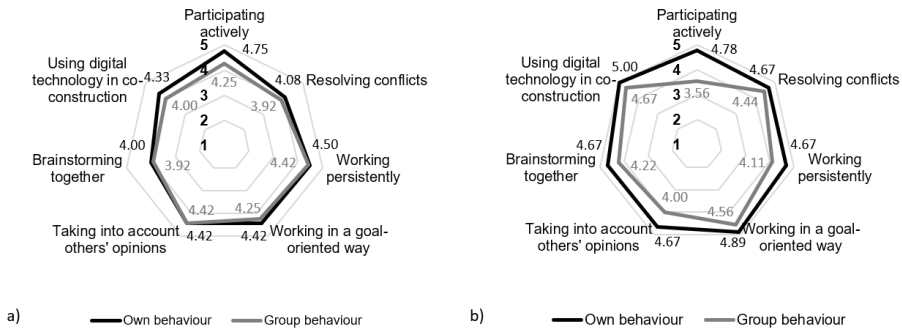 Participating
actively
5
4.75
Using digital
technology in co-
construction
4.33
4
4.25
4.08
Resolving conflicts
3
4.00
3.92
2
4.00
1
4.50
Brainstorming
together
3.92
4.42
Working
persistently
4.42
4.25
Taking into account
others' opinions
4.42
4.42
Working in a goal-
oriented way
a)
Own behaviour
Group behaviour
Participating
actively
5
4.78
Using digital
technology in co-
construction
5.00
4
4.67
Resolving conflicts
4.67
3
3.56
4.44
2
4.67
1
4.67
Brainstorming
together
4.22
4.11
Working
persistently
4.00
4.56
Taking into account
others' opinions
4.67
4.89
Working in a goal-
oriented way
b)
Own behaviour
Group behaviour